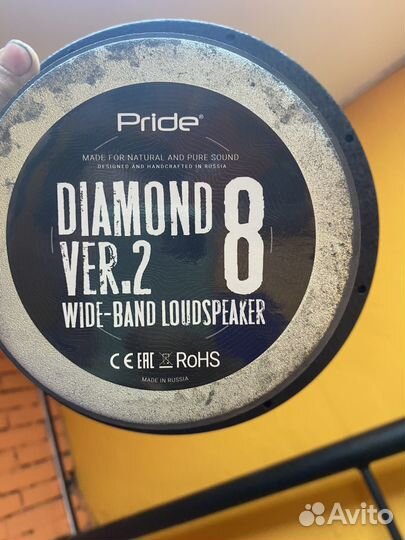 Pride®
MADE FOR NATURAL AND PURE SOUND
DESIGNED AND HANDCRAFTED IN RUSSIA
DIAMOND 8
VER.2
WIDE-BAND LOUDSPEAKER
CE EAC RoHS
MADE IN RUSSIA
Avito